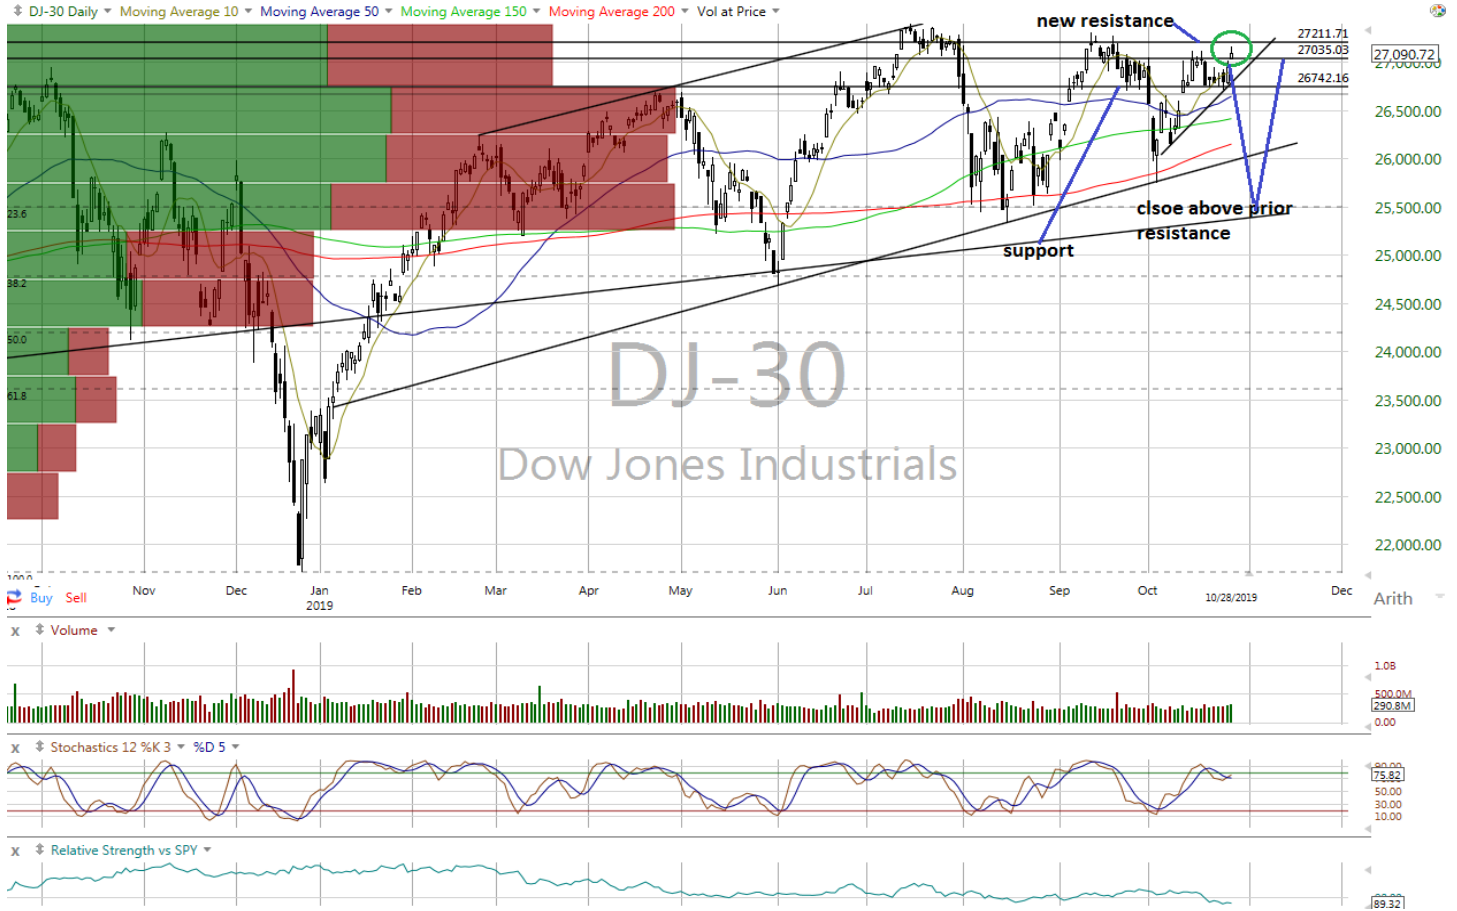 DJ-30 Daily Moving Average 10 Moving Average 50 Moving Average 150 Moving Average 200 Vol at Price
new resistance
27211.71
27035.03
27,090.72
26742.16
26,500.00
26,000.00
23.6
clsoe above prior
resistance
25,500.00
support
25,000.00
38.2
24,500.00
50.0
24,000.00
DJ-30
61.8
23,500.00
Dow Jones Industrials
23,000.00
22,500.00
22,000.00
100.0
Nov Dec Jan Feb Mar Apr May Jun Jul Aug Sep Oct Dec
2019
10/28/2019
Buy Sell
Arith
x Volume
1.0B
500.0M
290.8M
0.00
x Stochastics 12 %K 3 %D 5
90.00
75.82
50.00
30.00
10.00
x Relative Strength vs SPY
89.32